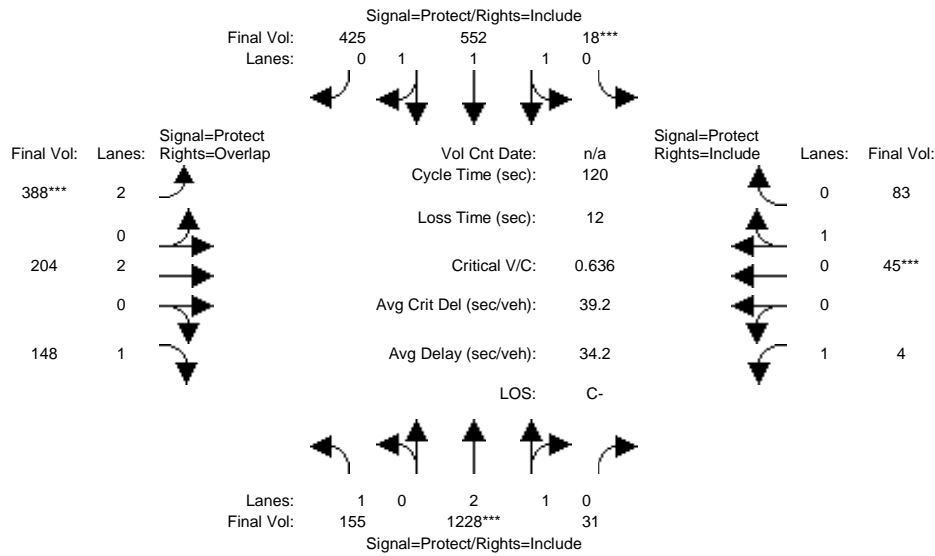 Signal=Protect/Rights=Include
Final Vol: 425 552 18***
Lanes: 0 1 1 1 0
Signal=Protect
Final Vol: Lanes: Rights=Overlap
Vol Cnt Date: n/a
Signal=Protect
Rights=Include Lanes: Final Vol:
Cycle Time (sec): 120
388*** 2
0 83
Loss Time (sec): 12
0
1
204 2
Critical V/C: 0.636
0 45***
0
Avg Crit Del (sec/veh): 39.2
0
148 1
Avg Delay (sec/veh): 34.2
1 4
LOS: C-
Lanes: 1 0 2 1 0
Final Vol: 155 1228*** 31
Signal=Protect/Rights=Include